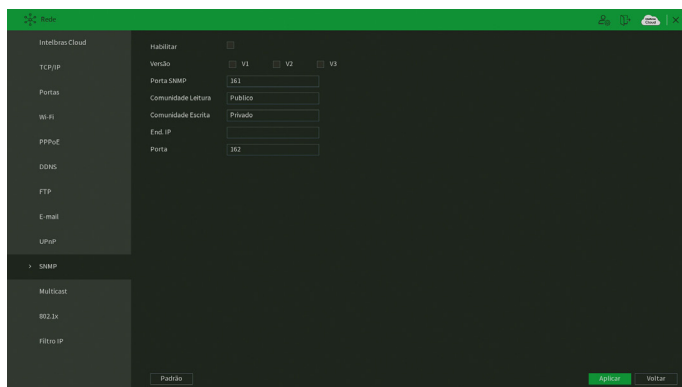 Rede
Intelbras Cloud
TCP/IP
Portas
Wi-Fi
PPPoE
DDNS
FTP
E-mail
UPnP
SNMP
Multicast
802.1x
Filtro IP
Habilitar
Versão V1 V2 V3
Porta SNMP 161
Comunidade Leitura Publico
Comunidade Escrita Privado
End. IP
Porta 162
Padrão Aplicar Voltar